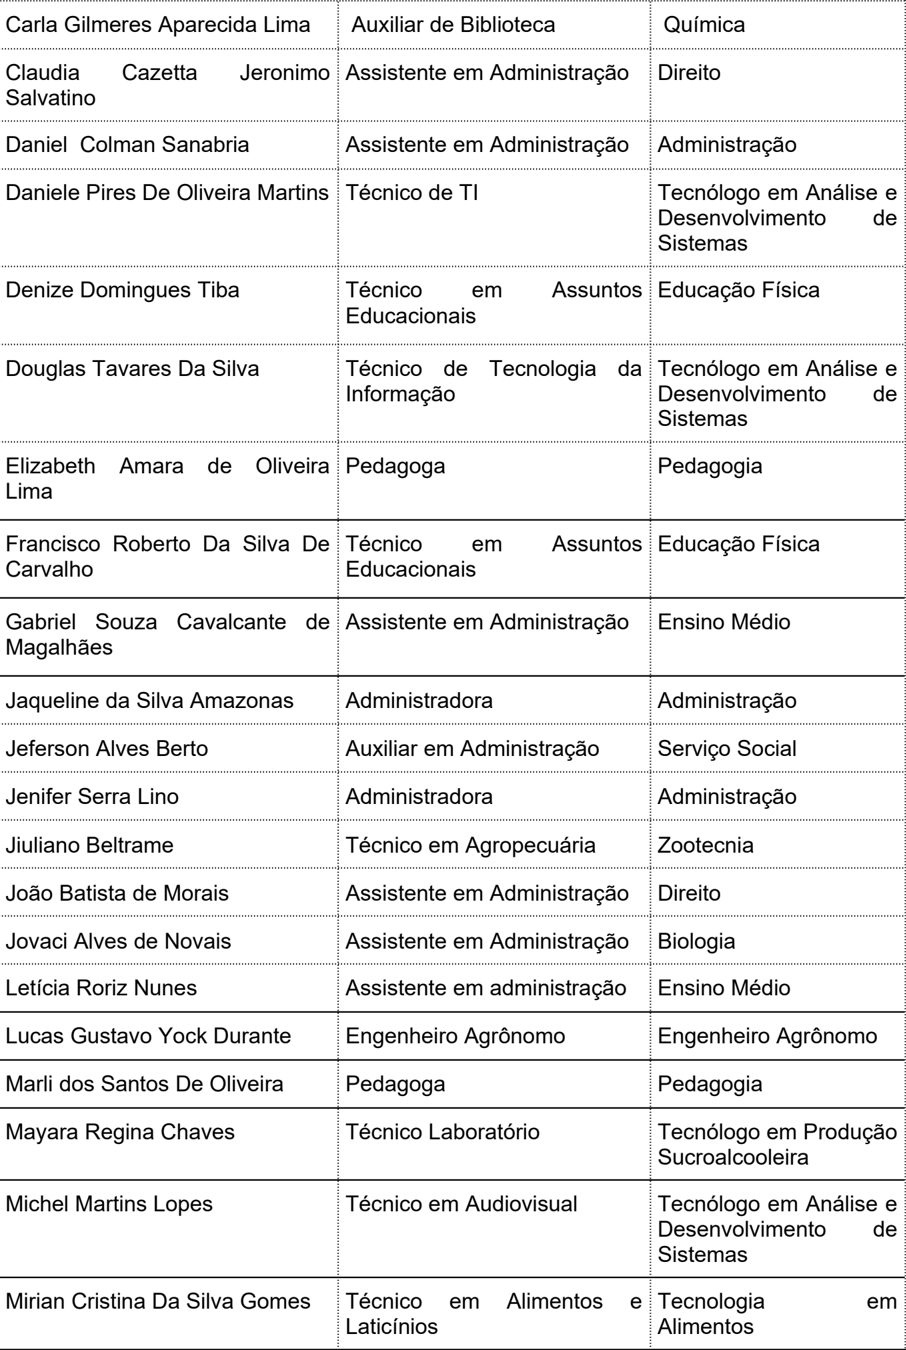 Carla Gilmeres Aparecida Lima Auxiliar de Biblioteca Química
Claudia Cazetta Jeronimo Salvatino Assistente em Administração Direito
Daniel Colman Sanabria Assistente em Administração Administração
Daniele Pires De Oliveira Martins Técnico de TI Tecnólogo em Análise e Desenvolvimento de Sistemas
Denize Domingues Tiba Técnico em Assuntos Educacionais Educação Física
Douglas Tavares Da Silva Técnico de Tecnologia da Informação Tecnólogo em Análise e Desenvolvimento de Sistemas
Elizabeth Amara de Oliveira Lima Pedagoga Pedagogia
Francisco Roberto Da Silva De Carvalho Técnico em Assuntos Educacionais Educação Física
Gabriel Souza Cavalcante de Magalhães Assistente em Administração Ensino Médio
Jaqueline da Silva Amazonas Administradora Administração
Jeferson Alves Berto Auxiliar em Administração Serviço Social
Jenifer Serra Lino Administradora Administração
Jiuliano Beltrame Técnico em Agropecuária Zootecnia
João Batista de Morais Assistente em Administração Direito
Jovaci Alves de Novais Assistente em Administração Biologia
Letícia Roriz Nunes Assistente em administração Ensino Médio
Lucas Gustavo Yock Durante Engenheiro Agrônomo Engenheiro Agrônomo
Marli dos Santos De Oliveira Pedagoga Pedagogia
Mayara Regina Chaves Técnico Laboratório Tecnólogo em Produção Sucroalcooleira
Michel Martins Lopes Técnico em Audiovisual Tecnólogo em Análise e Desenvolvimento de Sistemas
Mirian Cristina Da Silva Gomes Técnico em Alimentos e Laticínios Tecnologia em Alimentos